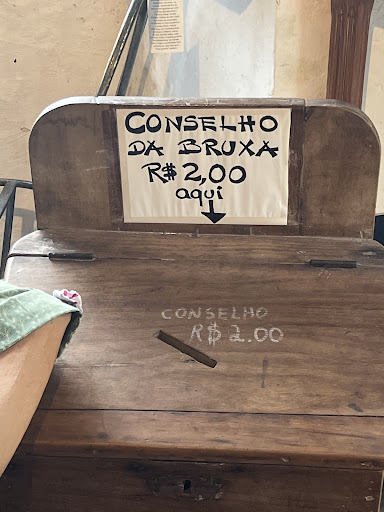 CONSELHO
DA BRUXA
R$ 2,00
aqui
CONSELHO
R$ 2.00